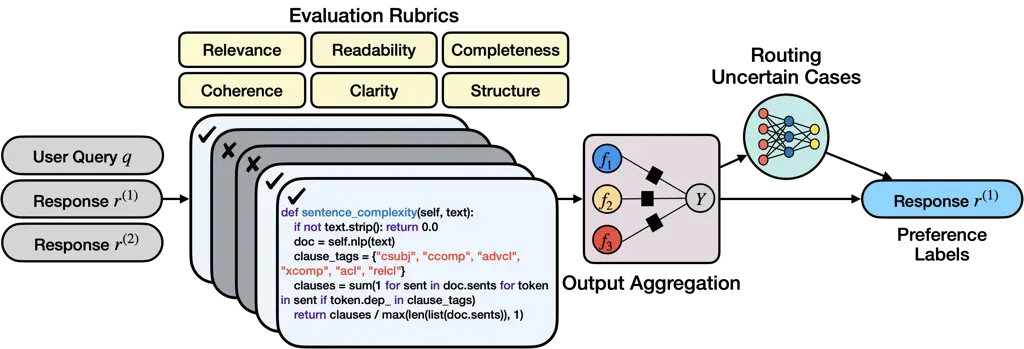 Evaluation Rubrics
Relevance
Readability
Completeness
Coherence
Clarity
Structure
User Query q
Response r⁽¹⁾
Response r⁽²⁾
def sentence_complexity(self, text):
if not text.strip(): return 0.0
doc = self.nlp(text)
clause_tags = {"csubj", "ccomp", "advcl",
"xcomp", "acl", "relcl"}
clauses = sum(1 for sent in doc.sents for token
in sent if token.dep_ in clause_tags)
return clauses / max(len(list(doc.sents)), 1)
f₁
f₂
f₃
Y
Output Aggregation
Routing
Uncertain Cases
Response r⁽¹⁾
Preference
Labels